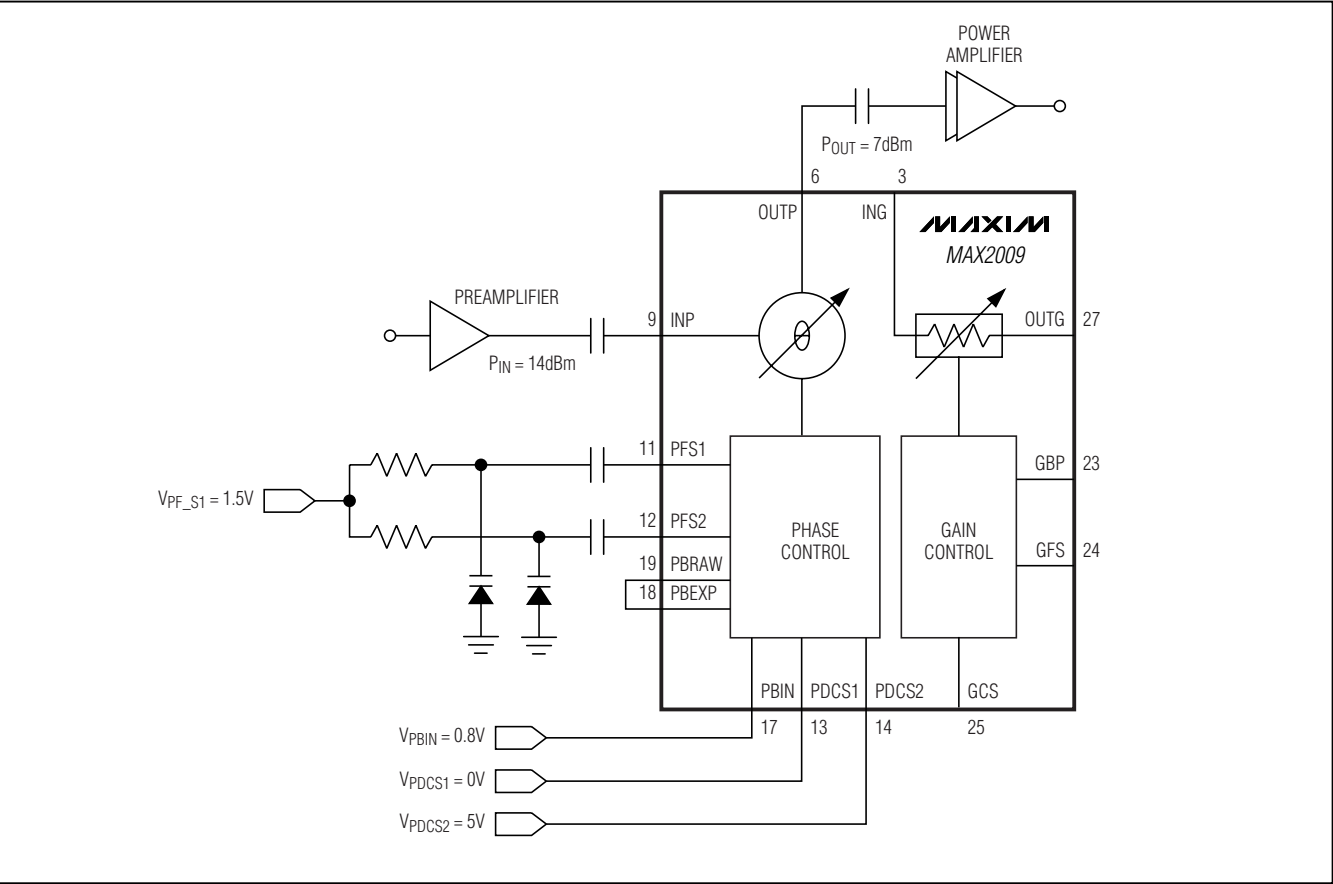 POWER
AMPLIFIER
POUT = 7dBm
6 3
OUTP ING
MAXIM
MAX2009
PREAMPLIFIER
9 INP
OUTG 27
PIN = 14dBm
11 PFS1
GBP 23
VPF_S1 = 1.5V
12 PFS2
PHASE
CONTROL
GAIN
CONTROL
GFS 24
19 PBRAW
18 PBEXP
PBIN PDCS1 PDCS2 GCS
17 13 14 25
VPBIN = 0.8V
VPDCS1 = 0V
VPDCS2 = 5V